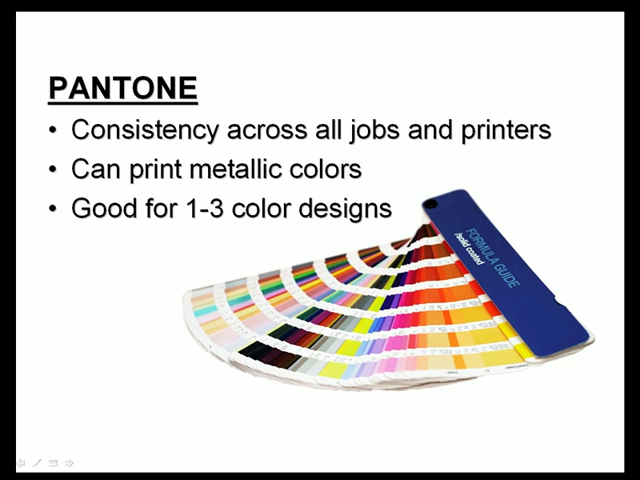 PANTONE
• Consistency across all jobs and printers
• Can print metallic colors
• Good for 1-3 color designs
FORMULA GUIDE
/solid coated